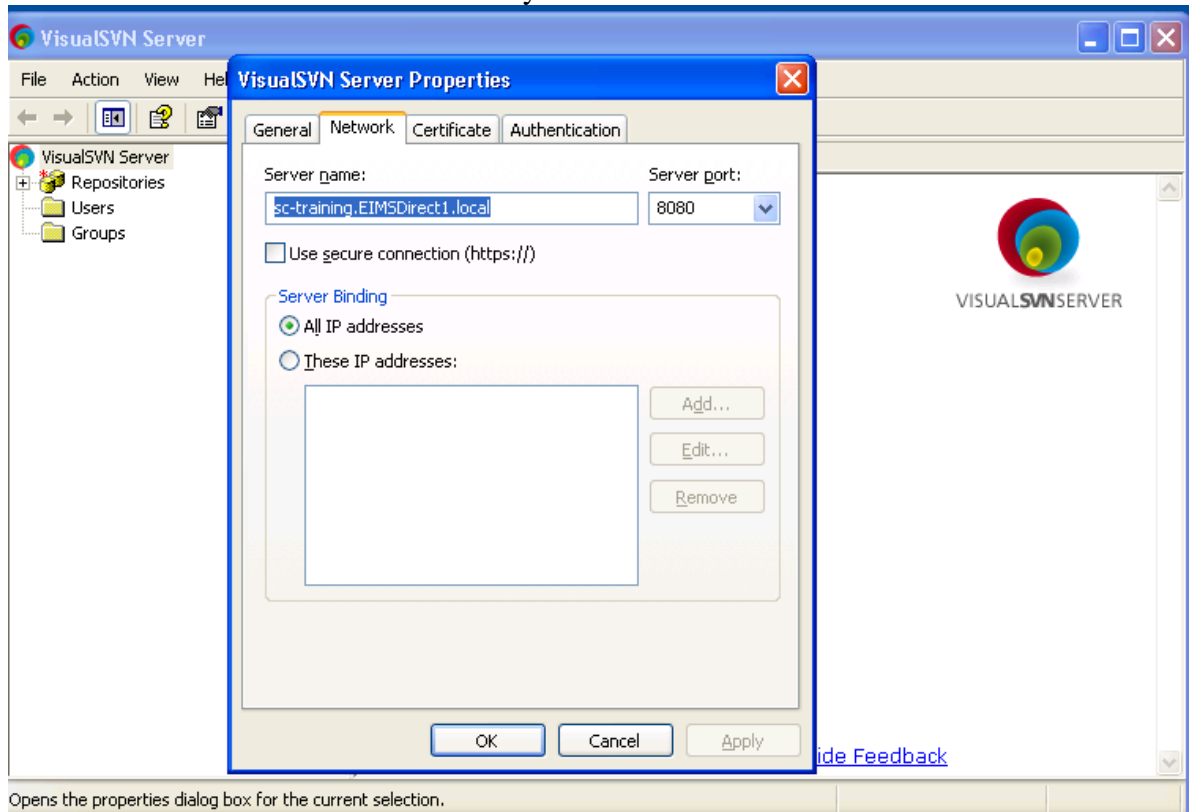 VisualSVN Server
File Action View Hel
VisualSVN Server Properties
General Network Certificate Authentication
VisualSVN Server
Repositories
Users
Groups
Server name: Server port:
sc-training.EIMSDirect1.local 8080
Use secure connection (https://)
Server Binding
All IP addresses
These IP addresses:
Add...
Edit...
Remove
VISUALSVNSERVER
OK Cancel Apply
ide Feedback
Opens the properties dialog box for the current selection.